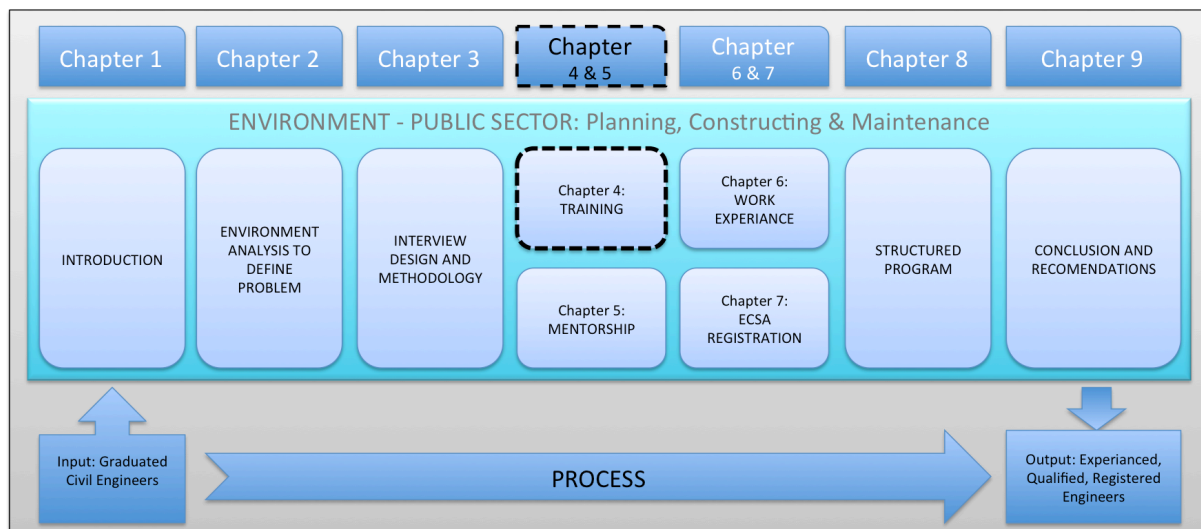 Chapter 1
Chapter 2
Chapter 3
Chapter
4 & 5
Chapter
6 & 7
Chapter 8
Chapter 9
ENVIRONMENT - PUBLIC SECTOR: Planning, Constructing & Maintenance
INTRODUCTION
ENVIRONMENT
ANALYSIS TO
DEFINE
PROBLEM
INTERVIEW
DESIGN AND
METHODOLOGY
Chapter 4:
TRAINING
Chapter 5:
MENTORSHIP
Chapter 6:
WORK
EXPERIANCE
Chapter 7:
ECSA
REGISTRATION
STRUCTURED
PROGRAM
CONCLUSION AND
RECOMENDATIONS
Input: Graduated
Civil Engineers
PROCESS
Output: Experianced,
Qualified, Registered
Engineers